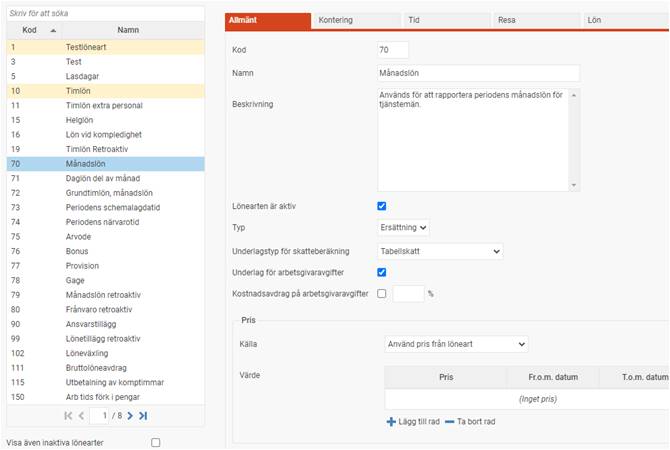 Skriv för att söka
Kod Namn
1 Testlöneart
3 Test
5 Lasdagar
10 Timlön
11 Timlön extra personal
15 Helglön
16 Lön vid kompledighet
19 Timlön Retroaktiv
70 Månadslön
71 Daglön del av månad
72 Grundtimlön, månadslön
73 Periodens schemalagdatid
74 Periodens närvarotid
75 Arvode
76 Bonus
77 Provision
78 Gage
79 Månadslön retroaktiv
80 Frånvaro retroaktiv
90 Ansvarstillägg
99 Lönetillägg retroaktiv
102 Löneväxling
111 Bruttolöneavdrag
115 Utbetalning av komptimmar
150 Arb tids förk i pengar
1 / 8
Visa även inaktiva lönearter
Allmänt Kontering Tid Resa Lön
Kod 70
Namn Månadslön
Beskrivning Används för att rapportera periodens månadslön för
tjänstemän.
Lönearten är aktiv
Typ Ersättning
Underlagstyp för skatteberäkning Tabellskatt
Underlag för arbetsgivaravgifter
Kostnadsavdrag på arbetsgivaravgifter %
Pris
Källa Använd pris från löneart
Värde Pris Fr.o.m. datum T.o.m. datum
(Inget pris)
Lägg till rad Ta bort rad